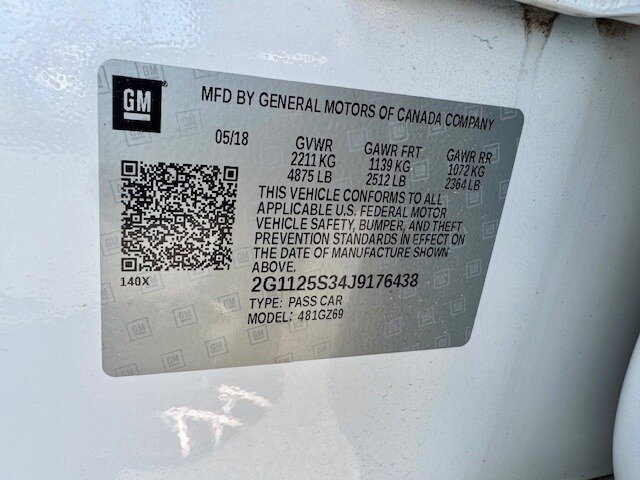 GM
MFD BY GENERAL MOTORS OF CANADA COMPANY
05/18 GVWR GAWR FRT GAWR RR
2211 KG 1139 KG 1072 KG
4875 LB 2512 LB 2364 LB
THIS VEHICLE CONFORMS TO ALL
APPLICABLE U.S. FEDERAL MOTOR
VEHICLE SAFETY, BUMPER, AND THEFT
PREVENTION STANDARDS IN EFFECT ON
THE DATE OF MANUFACTURE SHOWN
ABOVE.
140X
2G1125S34J9176438
TYPE: PASS CAR
MODEL: 481GZ69